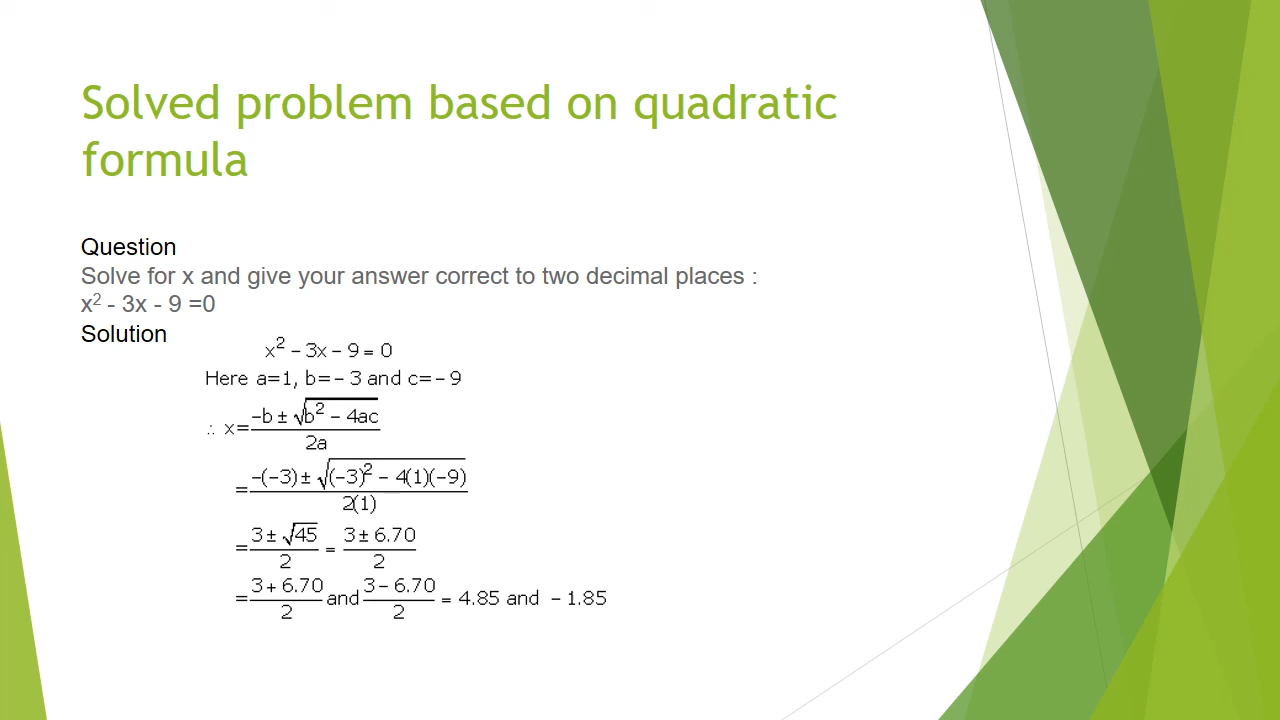 Solved problem based on quadratic
formula
Question
Solve for x and give your answer correct to two decimal places :
x² - 3x - 9 =0
Solution
x² − 3x − 9 = 0
Here a=1, b=− 3 and c=− 9
∴ x= (−b ± √(b² − 4ac)) / 2a
= (−(−3) ± √((−3)² − 4(1)(−9))) / 2(1)
= (3 ± √45) / 2 = (3 ± 6.70) / 2
= (3 + 6.70) / 2 and (3 − 6.70) / 2 = 4.85 and − 1.85